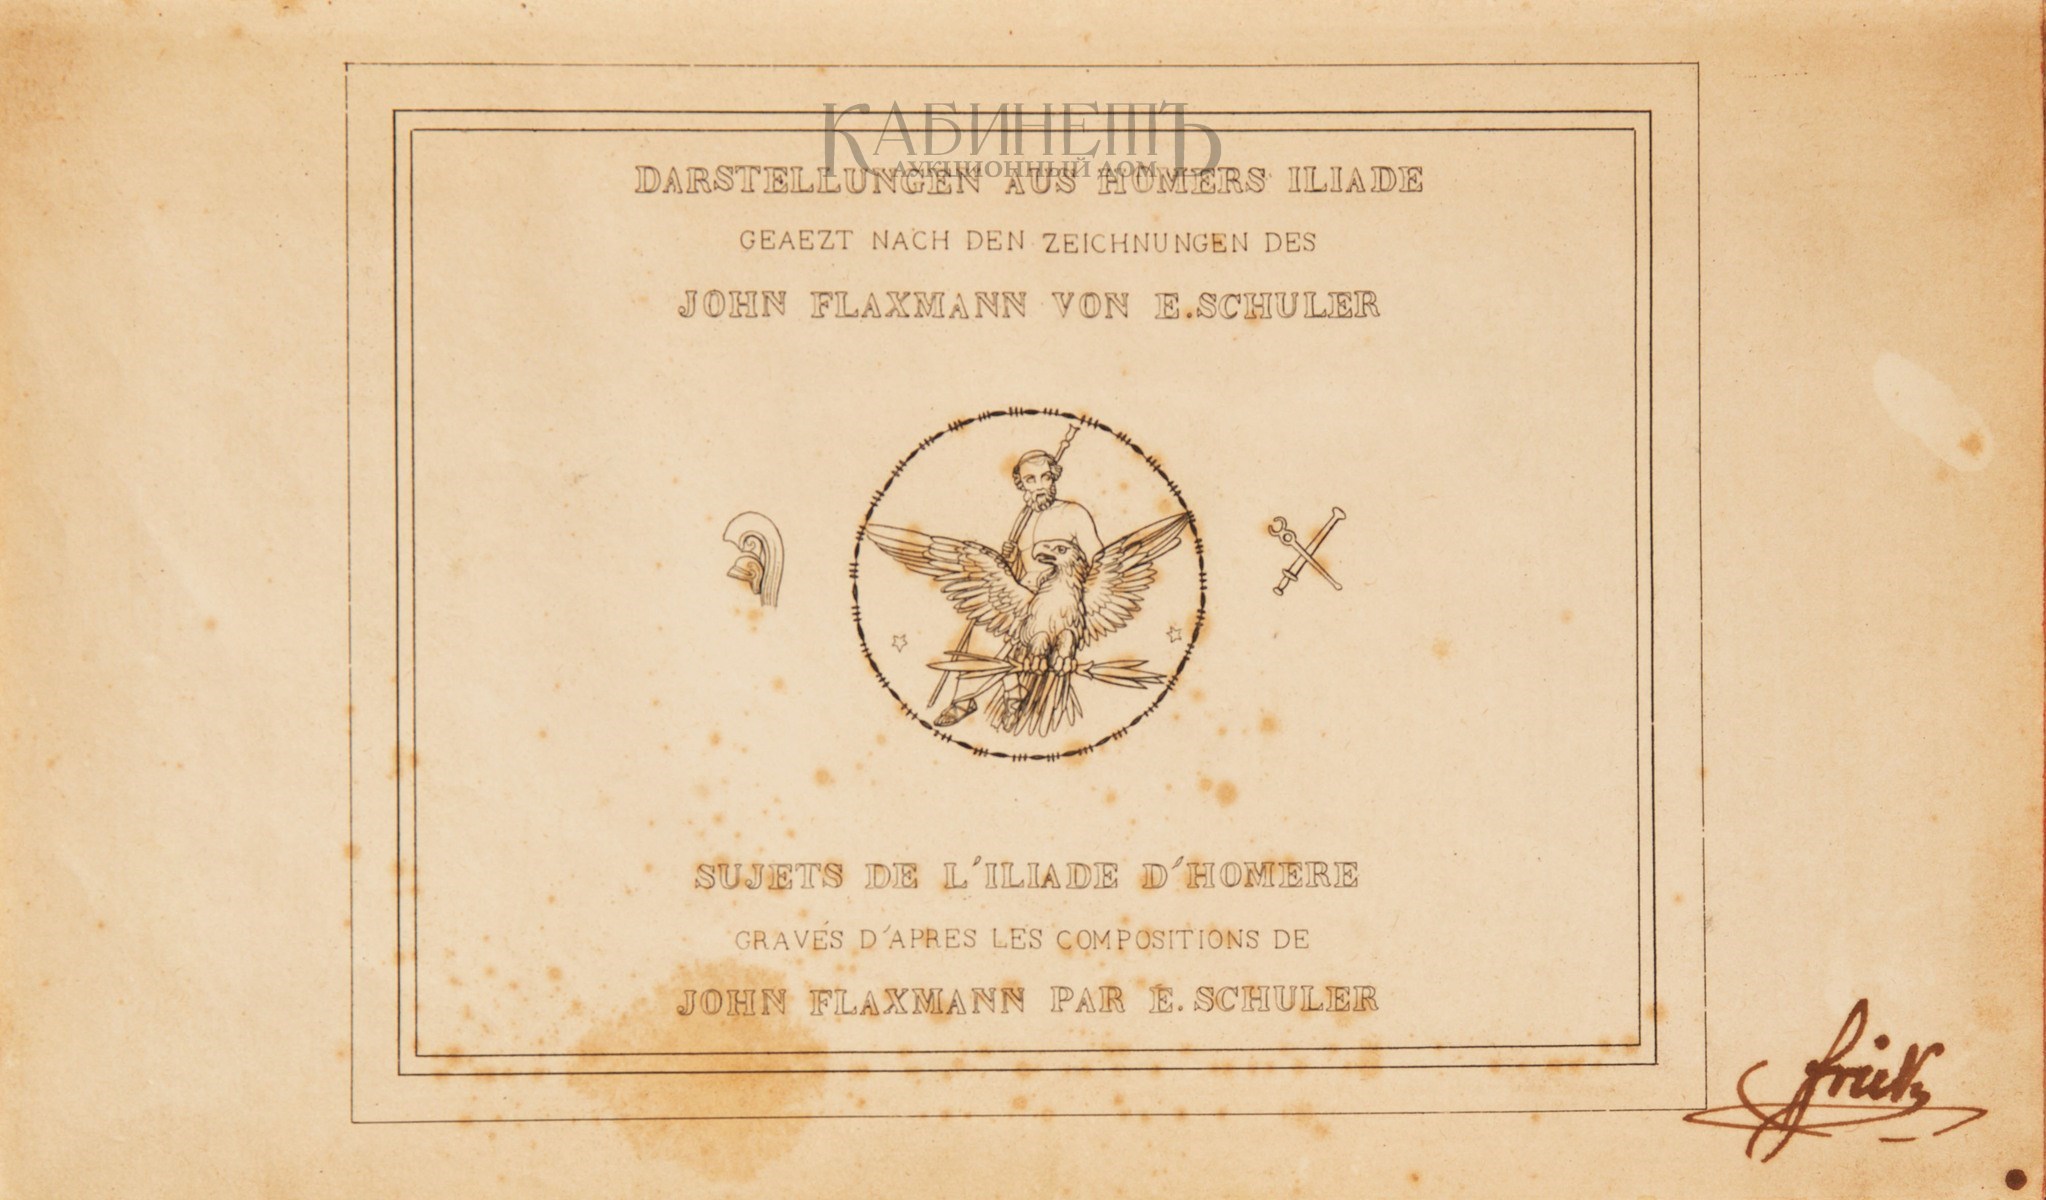 КАБИНЕТЪ
АУКЦИОННЫЙ ДОМ
DARSTELLUNGEN AUS HOMERS ILIADE
GEAEZT NACH DEN ZEICHNUNGEN DES
JOHN FLAXMANN VON E. SCHULER
SUJETS DE L'ILIADE D'HOMERE
GRAVÉS D'APRES LES COMPOSITIONS DE
JOHN FLAXMANN PAR E. SCHULER